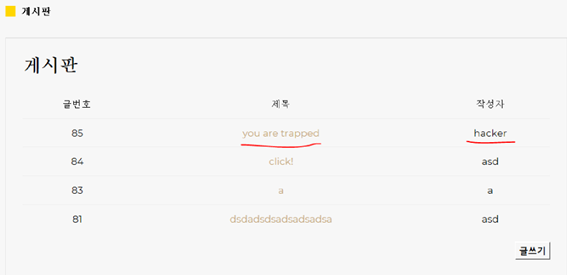 게시판
게시판
글번호 제목 작성자
85 you are trapped hacker
84 click! asd
83 a a
81 dsdadsdsadsadsadsa asd
글쓰기